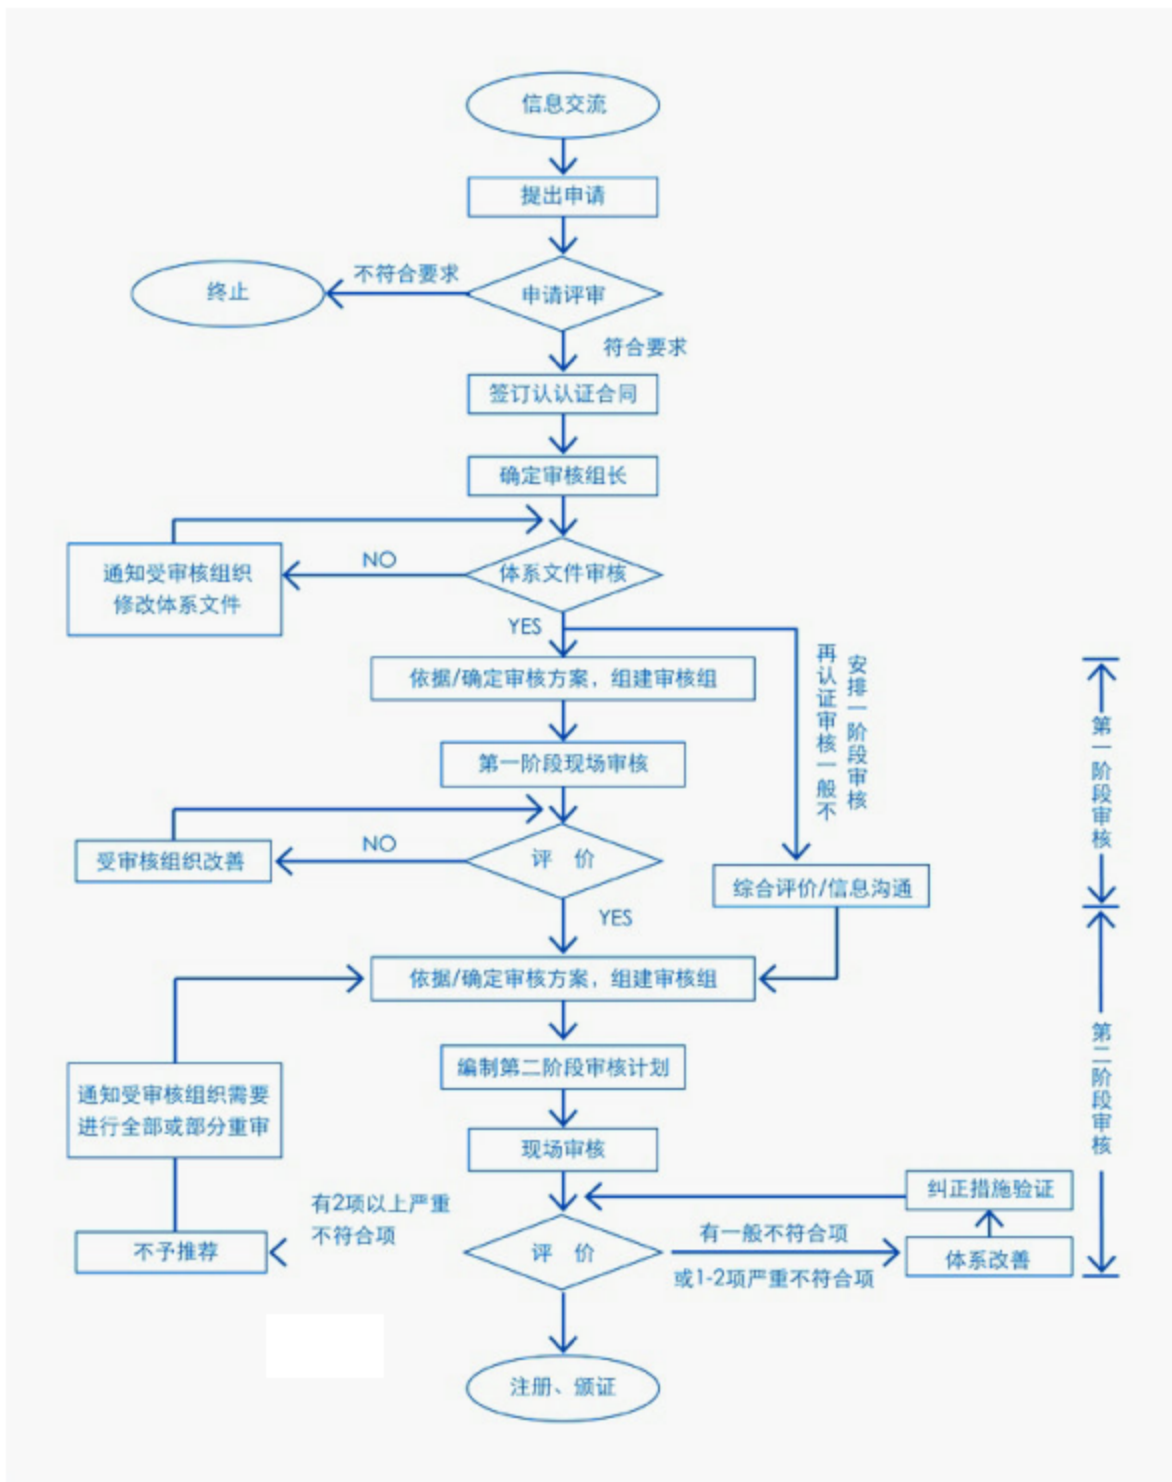 信息交流
提出申请
不符合要求
终止
申请评审
符合要求
签订认认证合同
确定审核组长
通知受审核组织
修改体系文件
NO
体系文件审核
YES
依据/确定审核方案，组建审核组
再认证审核一般不
安排一阶段审核
第一阶段审核
第一阶段现场审核
受审核组织改善
NO
评 价
综合评价/信息沟通
YES
依据/确定审核方案，组建审核组
第二阶段审核
编制第二阶段审核计划
通知受审核组织需要
进行全部或部分重审
现场审核
纠正措施验证
有2项以上严重
不符合项
不予推荐
评 价
有一般不符合项
或1-2项严重不符合项
体系改善
注册、颁证